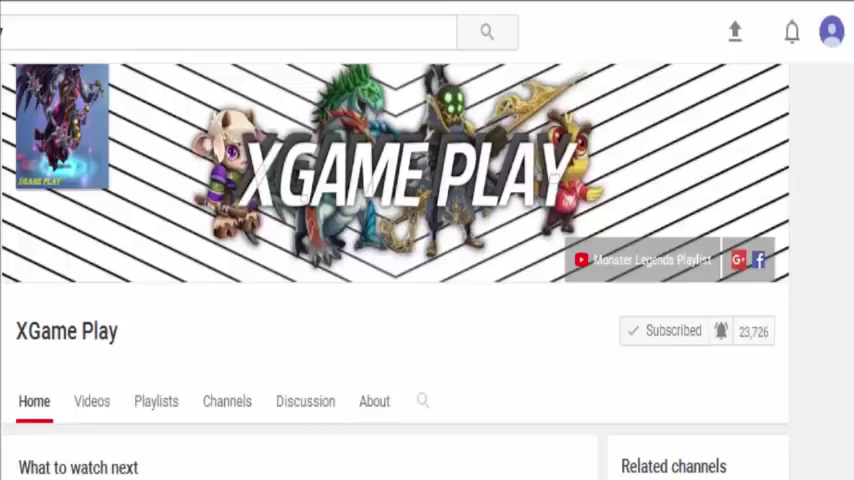 XGAME PLAY
XGAME PLAY
Monster Legends Playlist
G+ f
XGame Play
Subscribed 23,726
Home Videos Playlists Channels Discussion About
What to watch next
Related channels